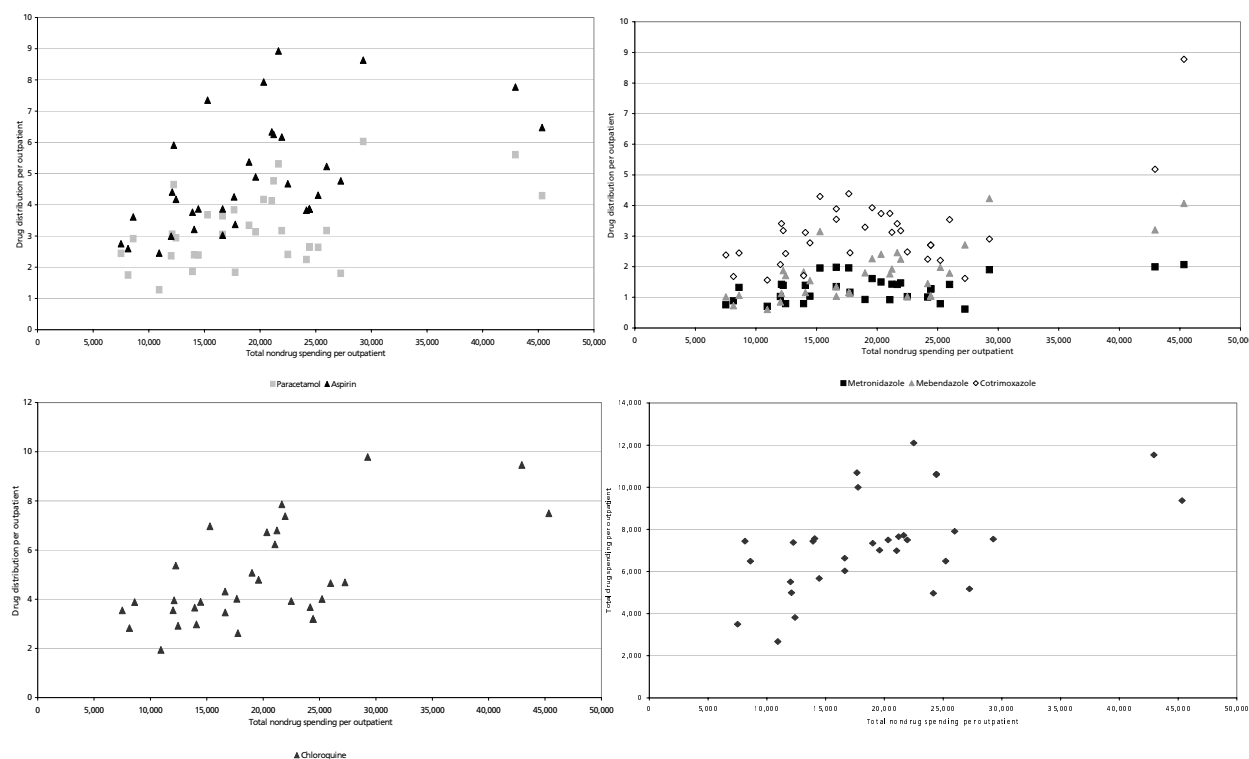 10
9
8
7
6
5
4
3
2
1
0
Drug distribution per outpatient
0 5,000 10,000 15,000 20,000 25,000 30,000 35,000 40,000 45,000 50,000
Total nondrug spending per outpatient
Paracetamol Aspirin
10
9
8
7
6
5
4
3
2
1
0
Drug distribution per outpatient
0 5,000 10,000 15,000 20,000 25,000 30,000 35,000 40,000 45,000 50,000
Total nondrug spending per outpatient
Metronidazole Mebendazole Cotrimoxazole
12
10
8
6
4
2
0
Drug distribution per outpatient
0 5,000 10,000 15,000 20,000 25,000 30,000 35,000 40,000 45,000 50,000
Total nondrug spending per outpatient
Chloroquine
14,000
12,000
10,000
8,000
6,000
4,000
2,000
0
Total drug spending per outpatient
0 5,000 10,000 15,000 20,000 25,000 30,000 35,000 40,000 45,000 50,000
Total nondrug spending per outpatient